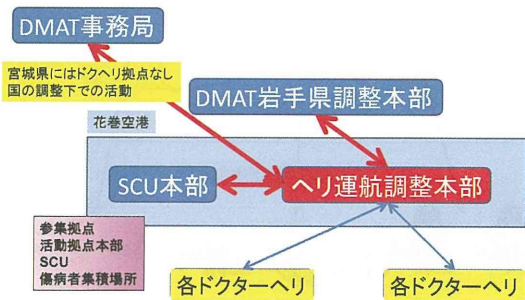 DMAT事務局
宮城県にはドクヘリ拠点なし
国の調整下での活動
DMAT岩手県調整本部
花巻空港
SCU本部
ヘリ運航調整本部
参集拠点
活動拠点本部
SCU
傷病者集積場所
各ドクターヘリ
各ドクターヘリ